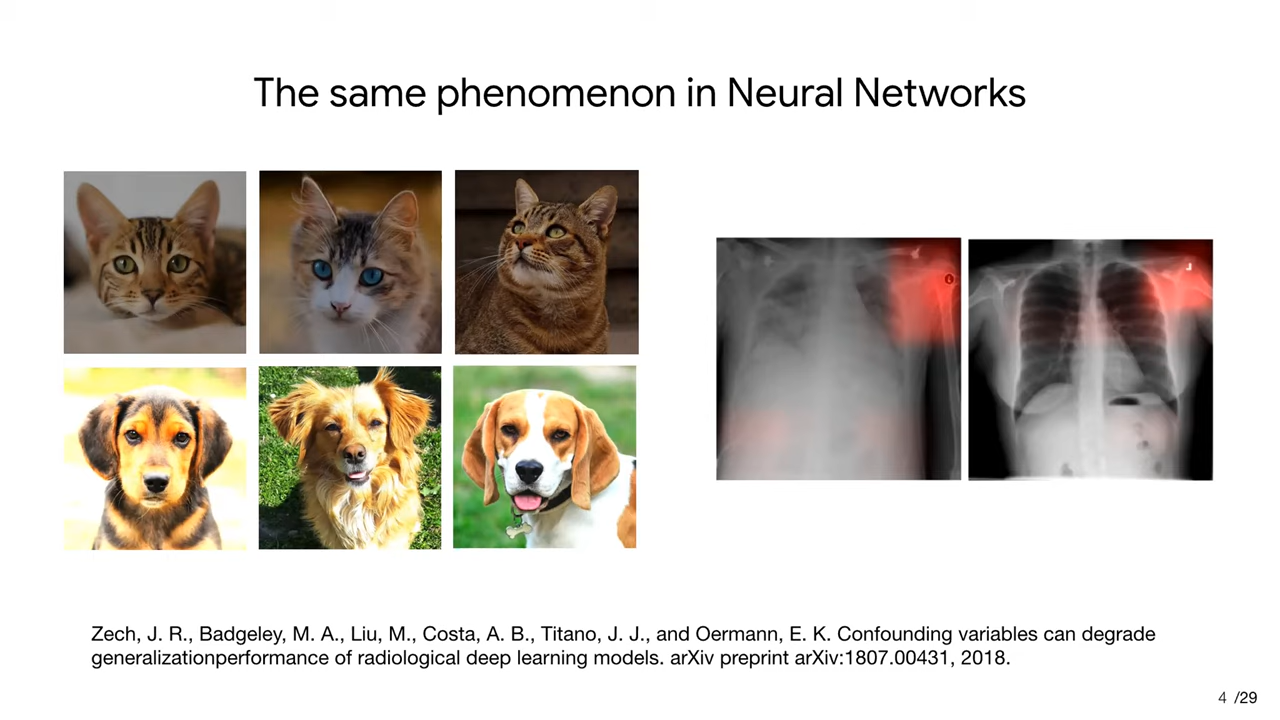 The same phenomenon in Neural Networks
Zech, J. R., Badgeley, M. A., Liu, M., Costa, A. B., Titano, J. J., and Oermann, E. K. Confounding variables can degrade
generalizationperformance of radiological deep learning models. arXiv preprint arXiv:1807.00431, 2018.
4 /29